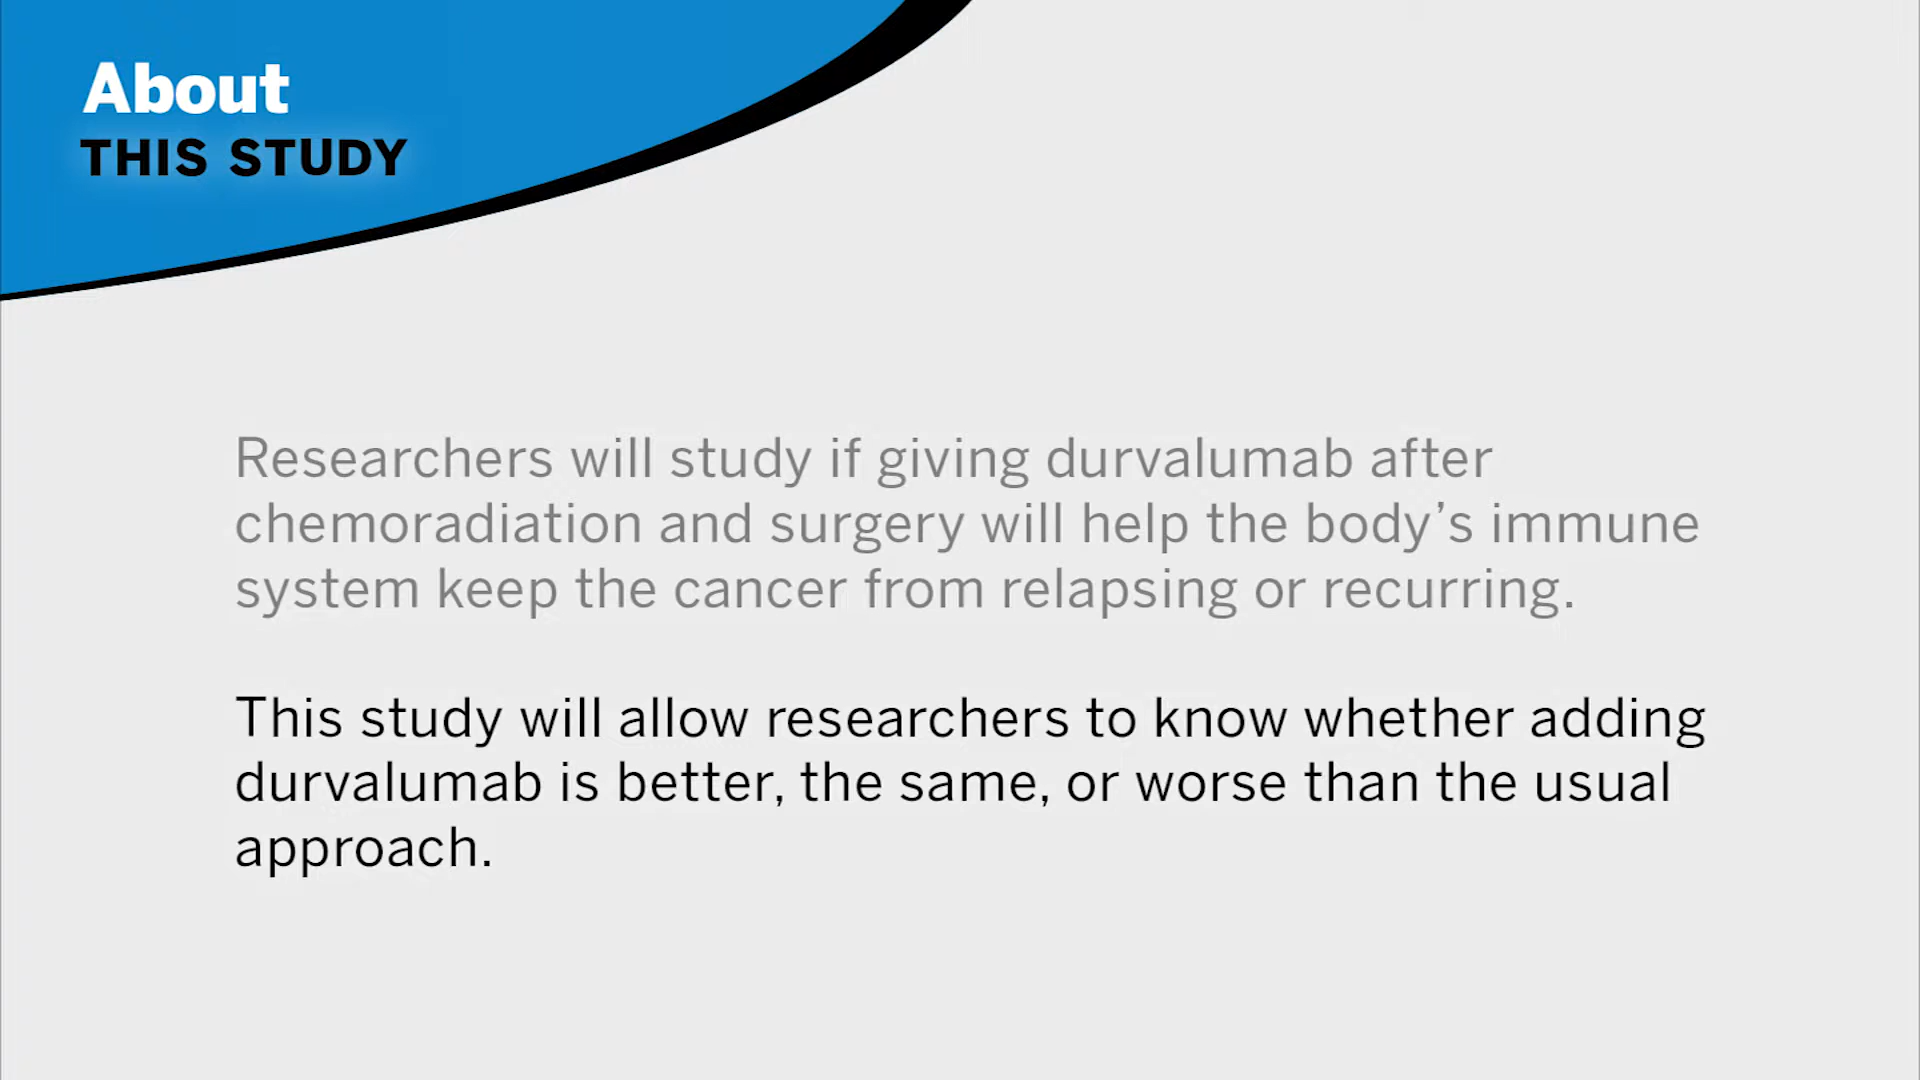 About
THIS STUDY
Researchers will study if giving durvalumab after
chemoradiation and surgery will help the body’s immune
system keep the cancer from relapsing or recurring.
This study will allow researchers to know whether adding
durvalumab is better, the same, or worse than the usual
approach.